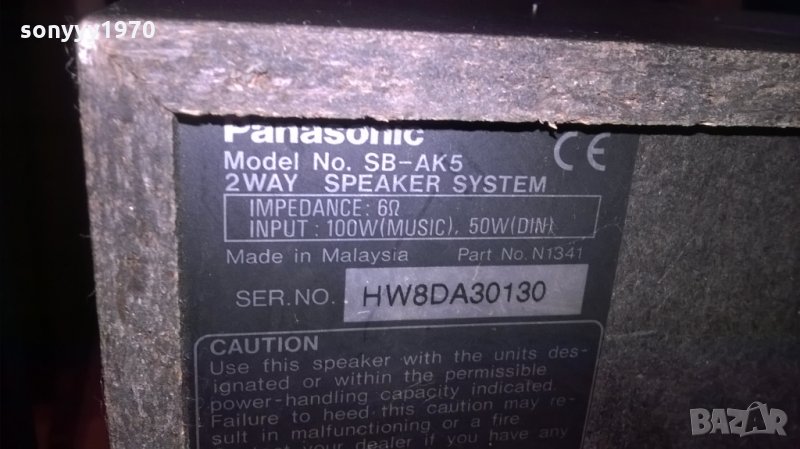 sonyy1970
Panasonic
Model No. SB-AK5
2WAY SPEAKER SYSTEM
IMPEDANCE: 6Ω
INPUT : 100W(MUSIC), 50W(DIN)
Made in Malaysia Part No. N1341
SER.NO. HW8DA30130
CAUTION
Use this speaker with the units des-
ignated or within the permissible
power-handling capacity indicated.
Failure to heed this caution may re-
sult in malfunctioning or a fire
your dealer if you have any
CE
BAZAR